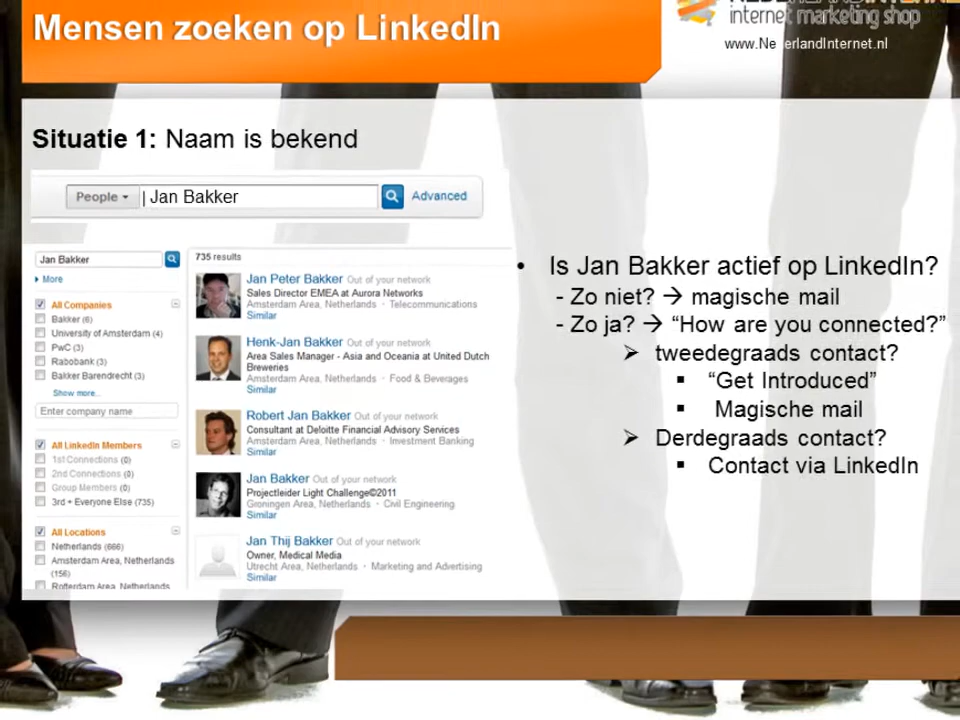 Mensen zoeken op LinkedIn
internet marketing shop
www.Ne erlandInternet.nl
Situatie 1: Naam is bekend
People
| Jan Bakker
Advanced
Jan Bakker
More
All Companies
Bakker (6)
University of Amsterdam (4)
PwC (3)
Rabobank (3)
Bakker Barendrecht (3)
Show more...
Enter company name
All LinkedIn Members
1st Connections (0)
2nd Connections (0)
Group Members (0)
3rd + Everyone Else (735)
All Locations
Netherlands (666)
Amsterdam Area, Netherlands
(156)
Rotterdam Area, Netherlands
735 results
Jan Peter Bakker Out of your network
Sales Director EMEA at Aurora Networks
Amsterdam Area, Netherlands · Telecommunications
Similar
Henk-Jan Bakker Out of your network
Area Sales Manager - Asia and Oceania at United Dutch
Breweries
Amsterdam Area, Netherlands · Food & Beverages
Similar
Robert Jan Bakker Out of your network
Consultant at Deloitte Financial Advisory Services
Amsterdam Area, Netherlands · Investment Banking
Similar
Jan Bakker Out of your network
Projectleider Light Challenge©2011
Groningen Area, Netherlands · Civil Engineering
Similar
Jan Thij Bakker Out of your network
Owner, Medical Media
Utrecht Area, Netherlands · Marketing and Advertising
Similar
• Is Jan Bakker actief op LinkedIn?
- Zo niet? → magische mail
- Zo ja? → “How are you connected?”
➢ tweedegraads contact?
▪ “Get Introduced”
▪ Magische mail
➢ Derdegraads contact?
▪ Contact via LinkedIn